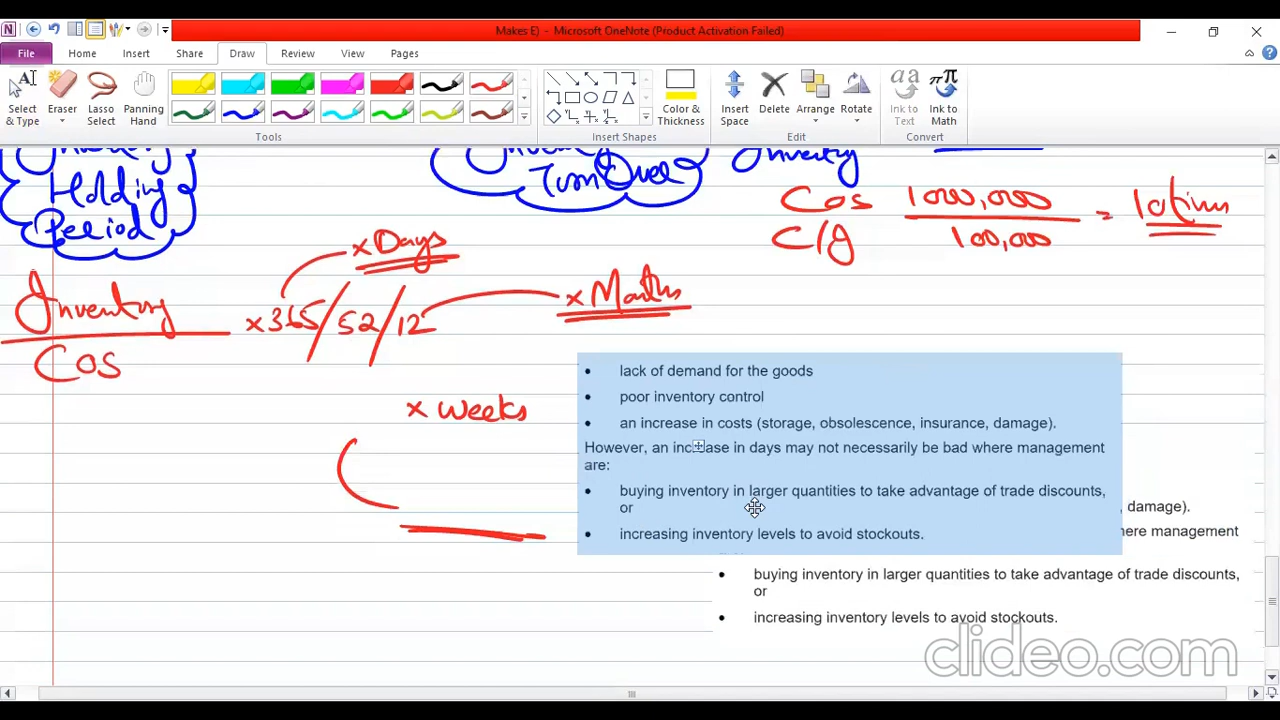 Makes E) - Microsoft OneNote (Product Activation Failed)
File Home Insert Share Draw Review View Pages
Select & Type
Eraser
Lasso Select
Panning Hand
Color & Thickness
Insert Space
Delete
Arrange
Rotate
Ink to Text
Ink to Math
Tools
Insert Shapes
Edit
Convert
Holding
Period
Turn Over
Cos 1000,000
C/g 100,000
x Days
x Months
Inventory
COS
x365/52/12
x weeks
• lack of demand for the goods
• poor inventory control
• an increase in costs (storage, obsolescence, insurance, damage).
However, an increase in days may not necessarily be bad where management
are:
• buying inventory in larger quantities to take advantage of trade discounts,
or
• increasing inventory levels to avoid stockouts.
, damage).
here management
• buying inventory in larger quantities to take advantage of trade discounts,
or
• increasing inventory levels to avoid stockouts.
clideo.com